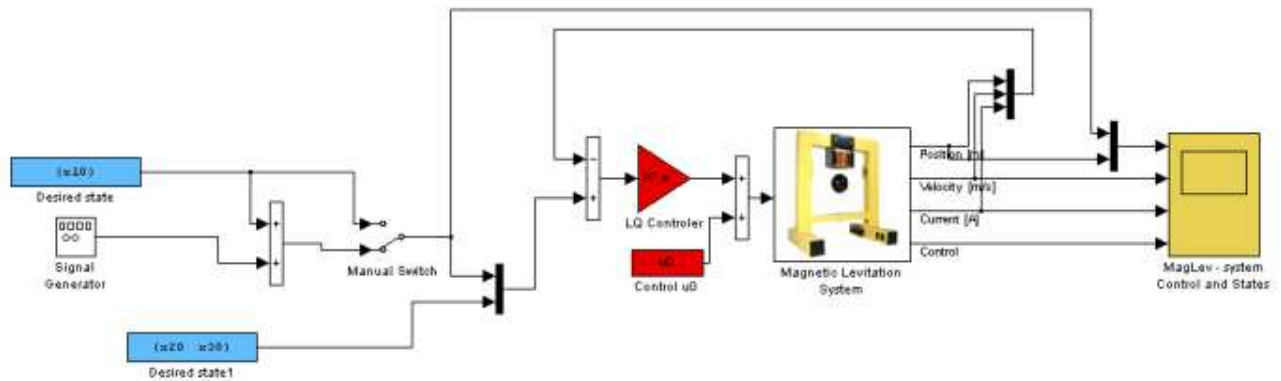 (x10)
Desired state
Signal
Generator
Manual Switch
(x20 x30)
Desired state1
LQ Controler
u0
Control u0
Magnetic Levitation
System
Position [m]
Velocity [m/s]
Current [A]
Control
MagLev - system
Control and States